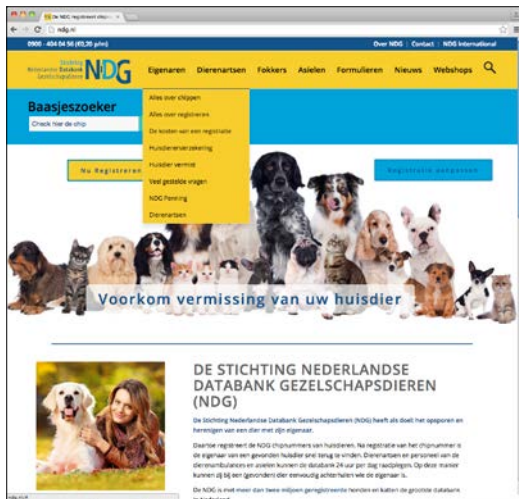 De NDG registreert chip
ndg.nl
0900 - 404 04 56 (€0,20 p/m)
Over NDG | Contact | NDG International
Stichting
Nederlandse Databank
Gezelschapsdieren
NDG
Eigenaren Dierenartsen Fokkers Asielen Formulieren Nieuws Webshops
Baasjeszoeker
Check hier de chip
Alles over chippen
Alles over registreren
De kosten van een registratie
Huisdierenverzekering
Huisdier vermist
Veel gestelde vragen
NDG Penning
Dierenartsen
Nu Registreren
Registratie aanpassen
Voorkom vermissing van uw huisdier
DE STICHTING NEDERLANDSE
DATABANK GEZELSCHAPSDIEREN
(NDG)
De Stichting Nederlandse Databank Gezelschapsdieren (NDG) heeft als doel: het opsporen en
herenigen van een dier met zijn eigenaar.
Daartoe registreert de NDG chipnummers van huisdieren. Na registratie van het chipnummer is
de eigenaar van een gevonden huisdier snel terug te vinden. Dierenartsen en personeel van de
dierenambulances en asielen kunnen de databank 24 uur per dag raadplegen. Op deze manier
kunnen zij bij een (gevonden) dier eenvoudig achterhalen wie de eigenaar is.
De NDG is met meer dan twee miljoen geregistreerde honden en katten de grootste databank
in Nederland